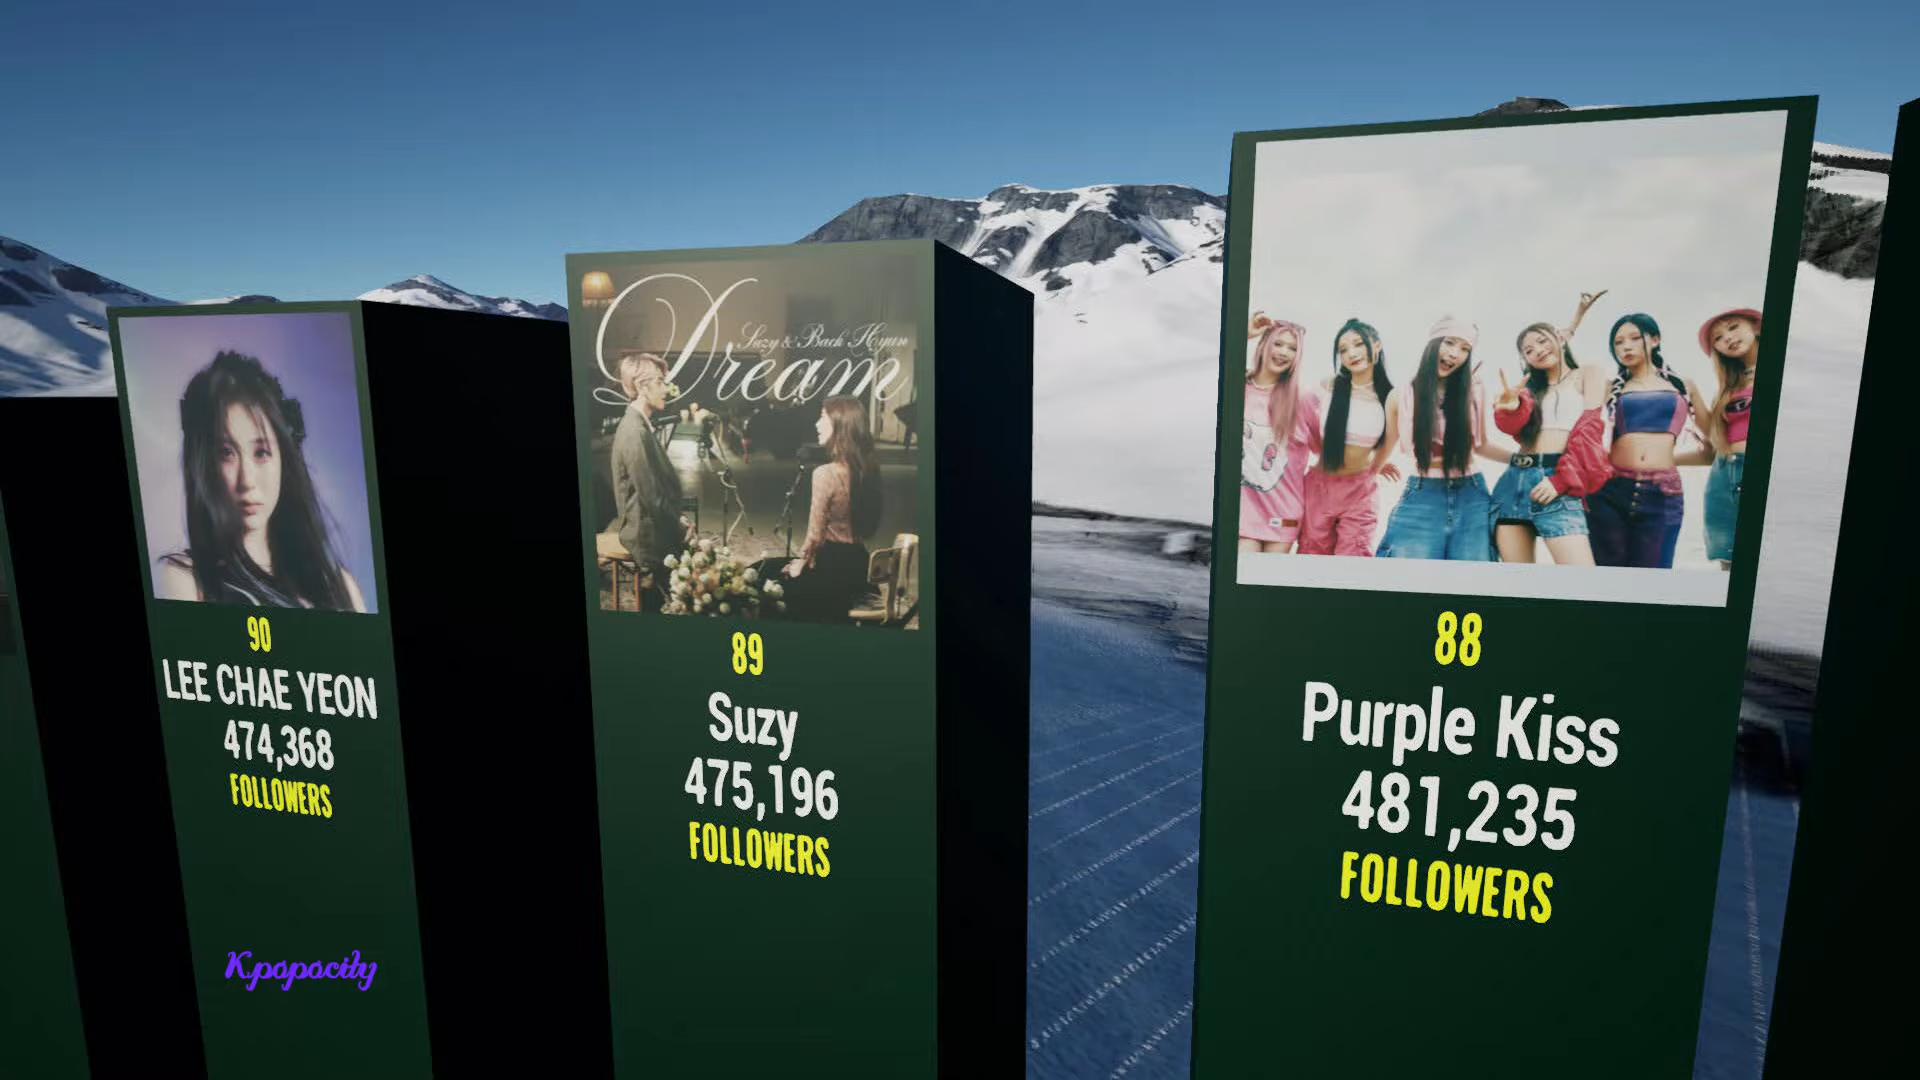 90
LEE CHAE YEON
474,368
FOLLOWERS
Kpopocity
Suzy & Baek Hyun
Dream
89
Suzy
475,196
FOLLOWERS
88
Purple Kiss
481,235
FOLLOWERS